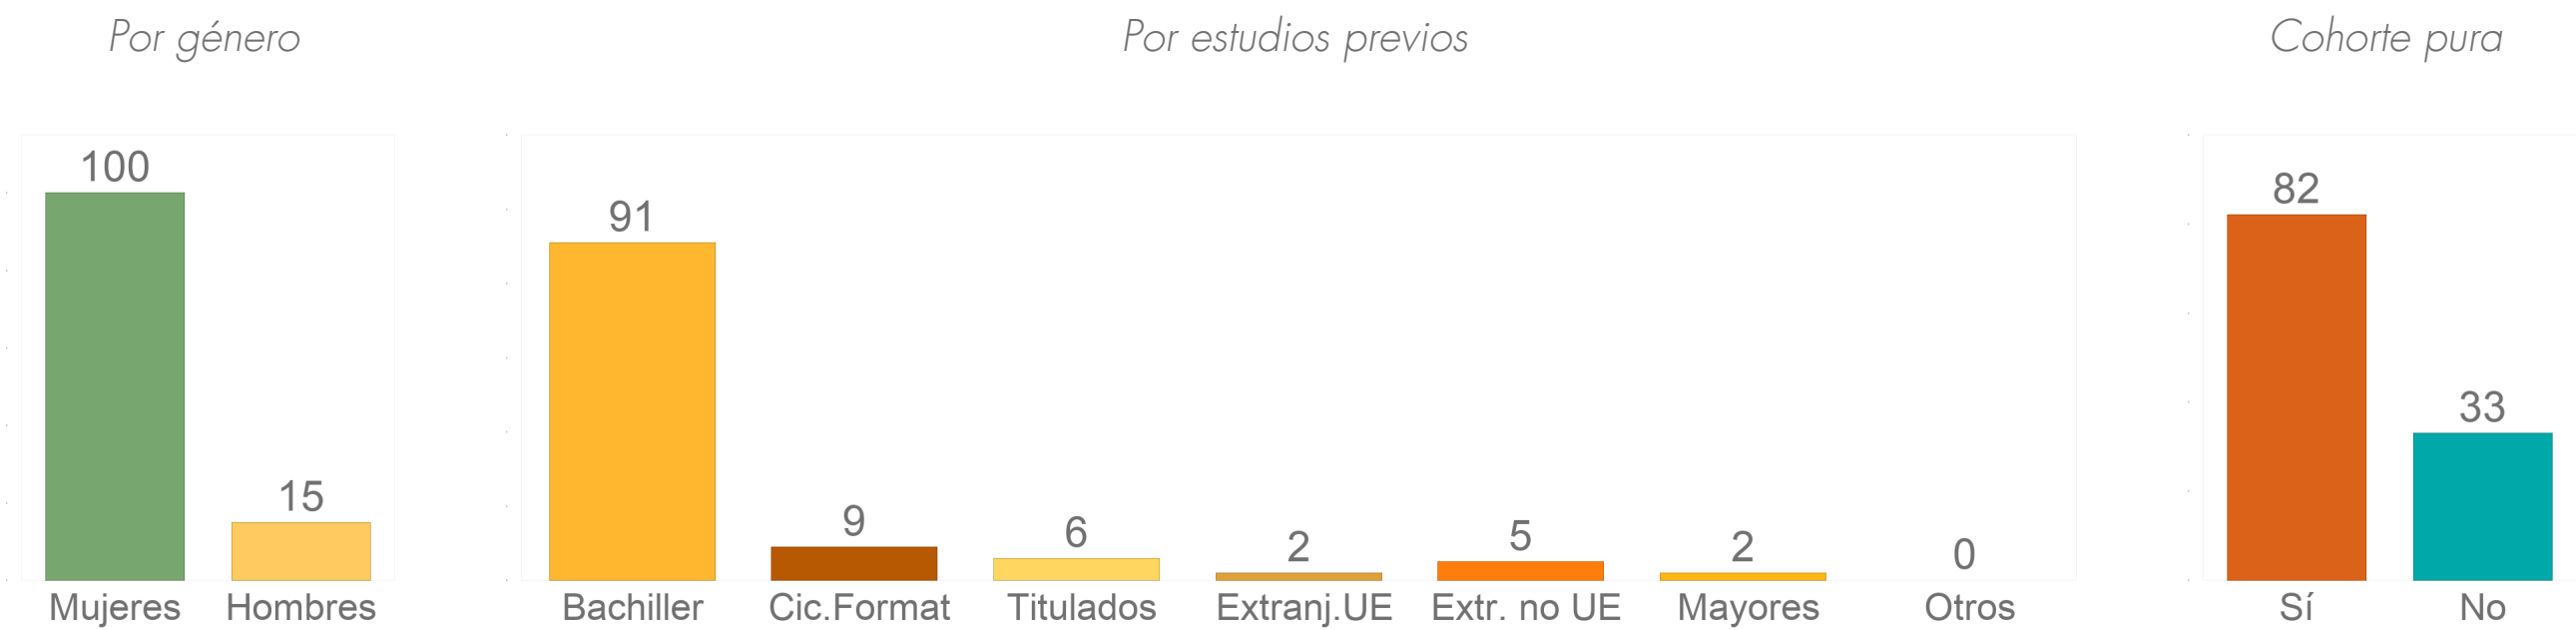 Por género
100
15
Mujeres
Hombres
Por estudios previos
91
9
6
2
5
2
0
Bachiller
Cic.Format
Titulados
Extranj.UE
Extr. no UE
Mayores
Otros
Cohorte pura
82
33
Sí
No